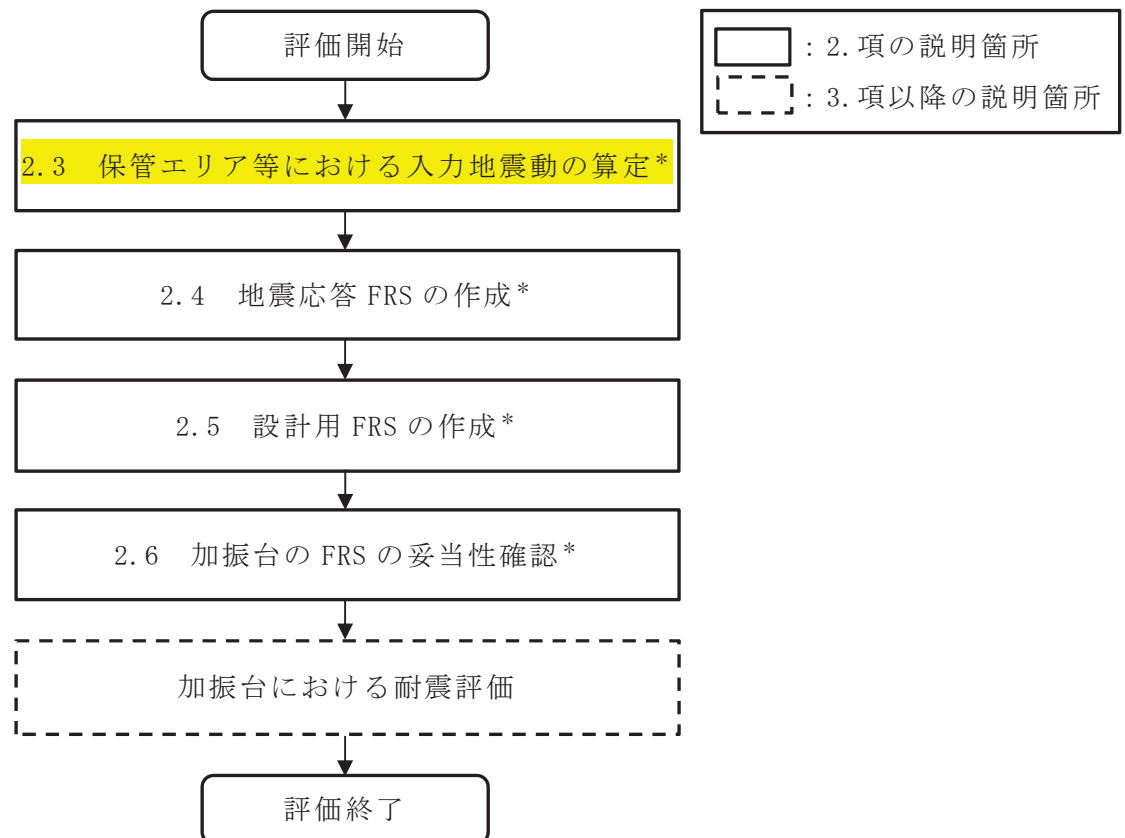 評価開始
：2.項の説明箇所
：3.項以降の説明箇所
2.3　保管エリア等における入力地震動の算定*
2.4　地震応答 FRS の作成*
2.5　設計用 FRS の作成*
2.6　加振台の FRS の妥当性確認*
加振台における耐震評価
評価終了